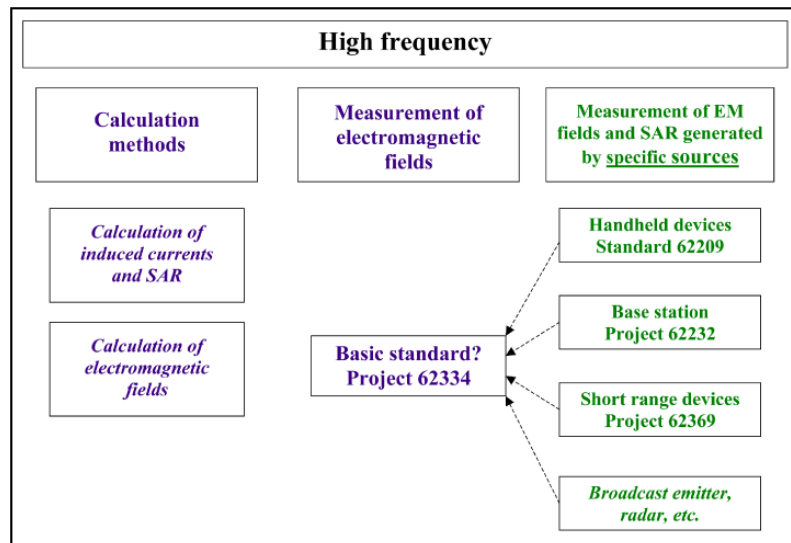 High frequency
Calculation
methods
Measurement of
electromagnetic
fields
Measurement of EM
fields and SAR generated
by specific sources
Calculation of
induced currents
and SAR
Calculation of
electromagnetic
fields
Basic standard?
Project 62334
Handheld devices
Standard 62209
Base station
Project 62232
Short range devices
Project 62369
Broadcast emitter,
radar, etc.